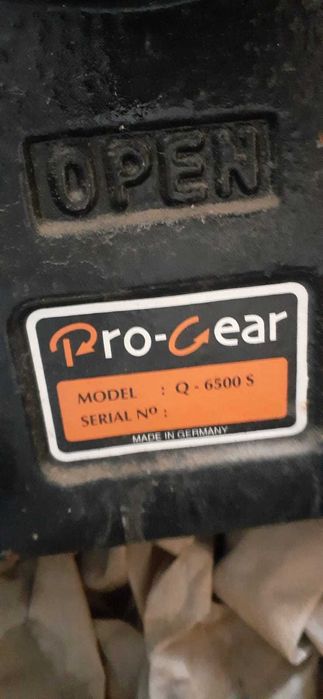 OPEN
Pro-Gear
MODEL : Q - 6500 S
SERIAL Nº :
MADE IN GERMANY